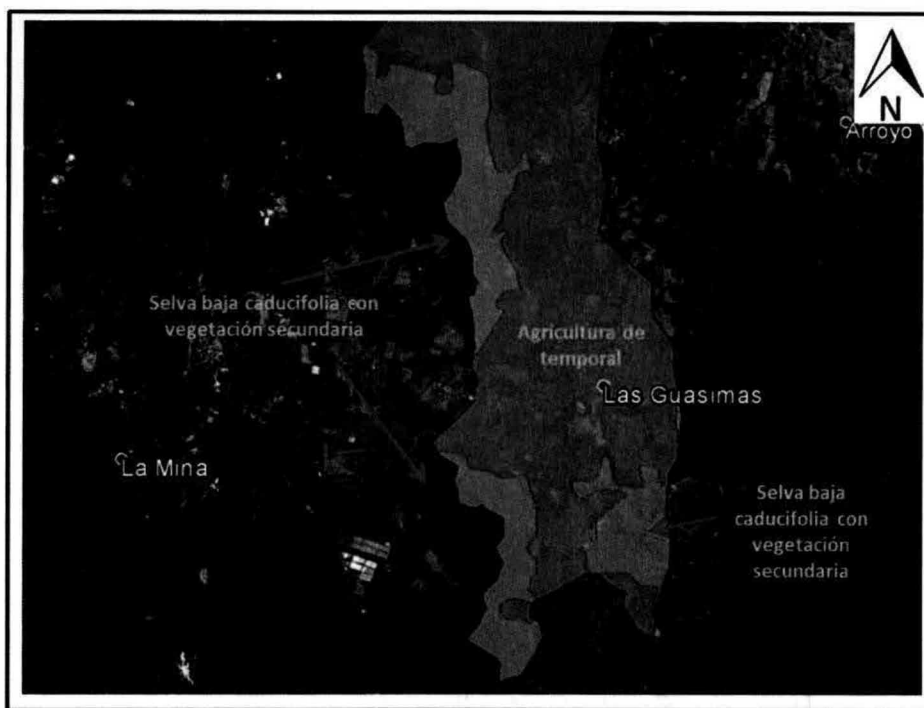 N
Arroyo
Selva baja caducifolia con
vegetación secundaria
Agricultura de
temporal
Las Guasimas
La Mina
Selva baja
caducifolia con
vegetación
secundaria